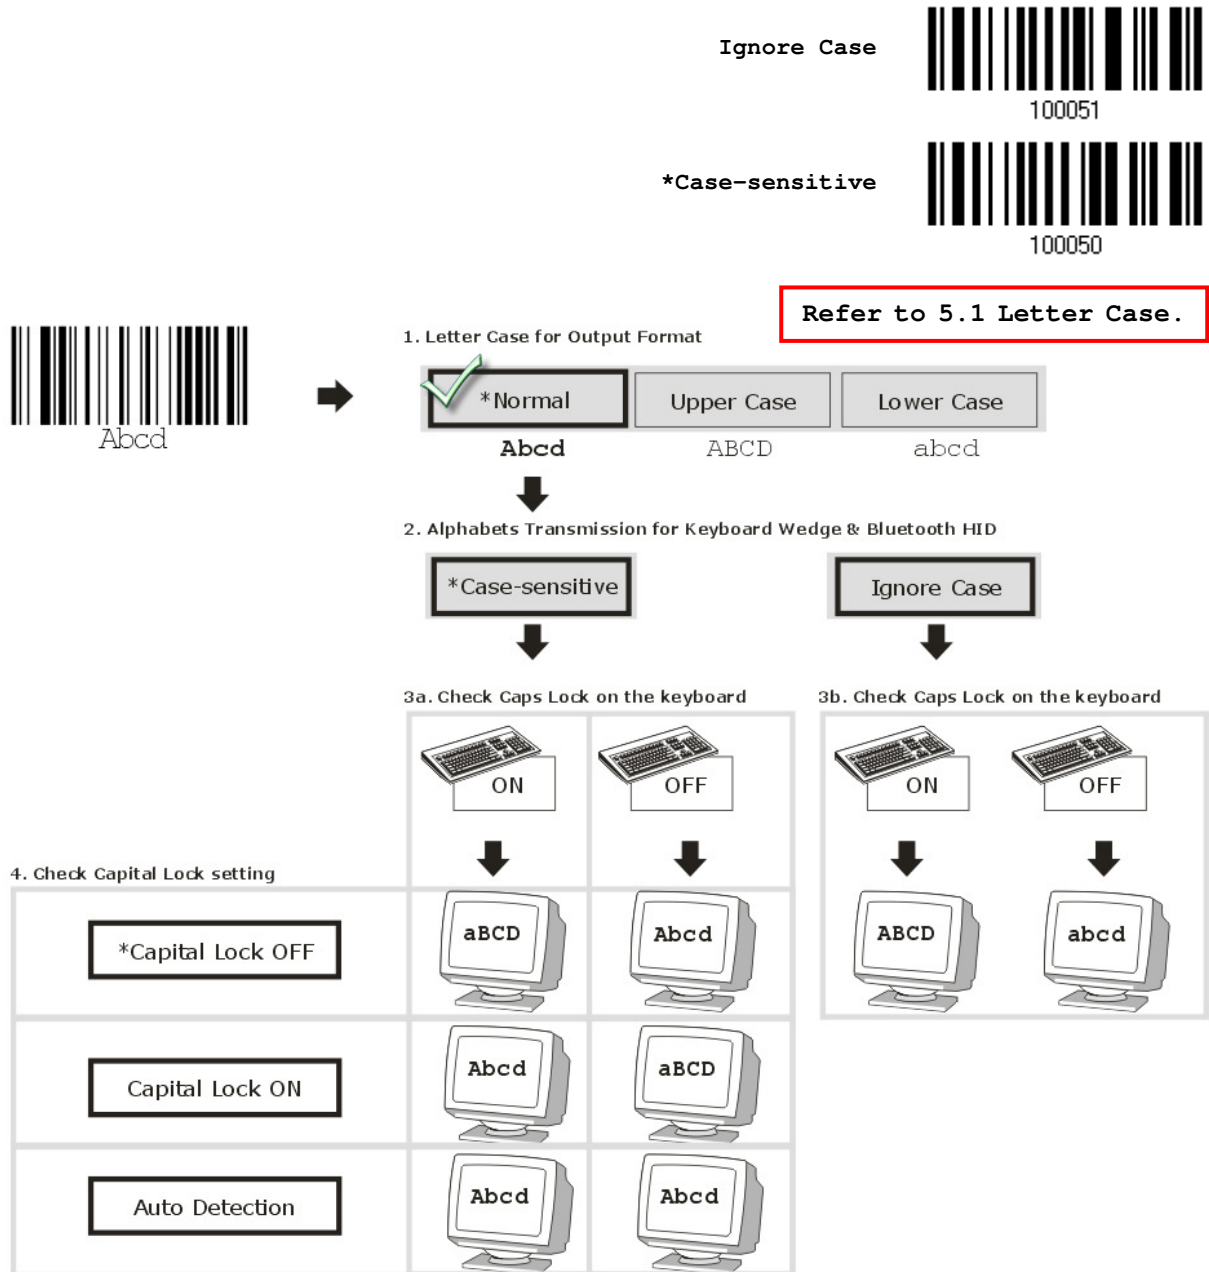 Ignore Case
100051
*Case-sensitive
100050
Refer to 5.1 Letter Case.
Abcd
1. Letter Case for Output Format
*Normal Upper Case Lower Case
Abcd ABCD abcd
2. Alphabets Transmission for Keyboard Wedge & Bluetooth HID
*Case-sensitive Ignore Case
3a. Check Caps Lock on the keyboard 3b. Check Caps Lock on the keyboard
ON OFF ON OFF
4. Check Capital Lock setting
*Capital Lock OFF aBCD Abcd ABCD abcd
Capital Lock ON Abcd aBCD
Auto Detection Abcd Abcd